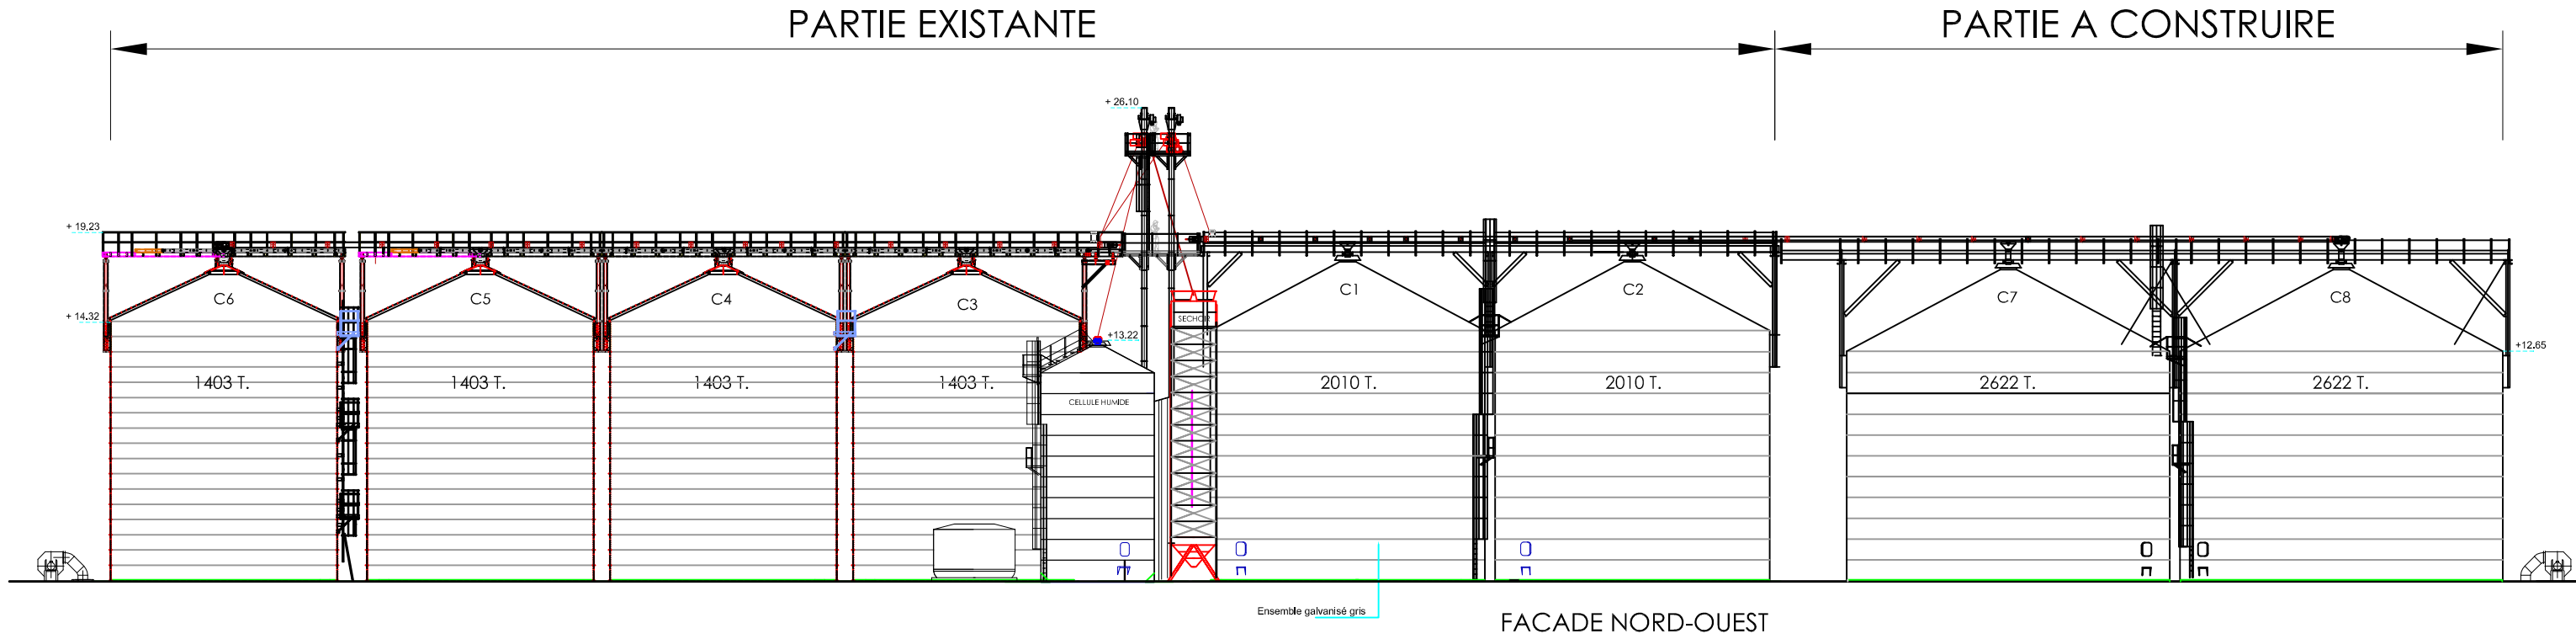 PARTIE EXISTANTE
PARTIE A CONSTRUIRE
+ 26.10
+ 19.23
C6
C5
C4
C3
C1
C2
C7
C8
+ 14.32
SECHOIR
+13.22
+12.65
1403 T.
1403 T.
1403 T.
1403 T.
2010 T.
2010 T.
2622 T.
2622 T.
CELLULE HUMIDE
Ensemble galvanisé gris
FACADE NORD-OUEST